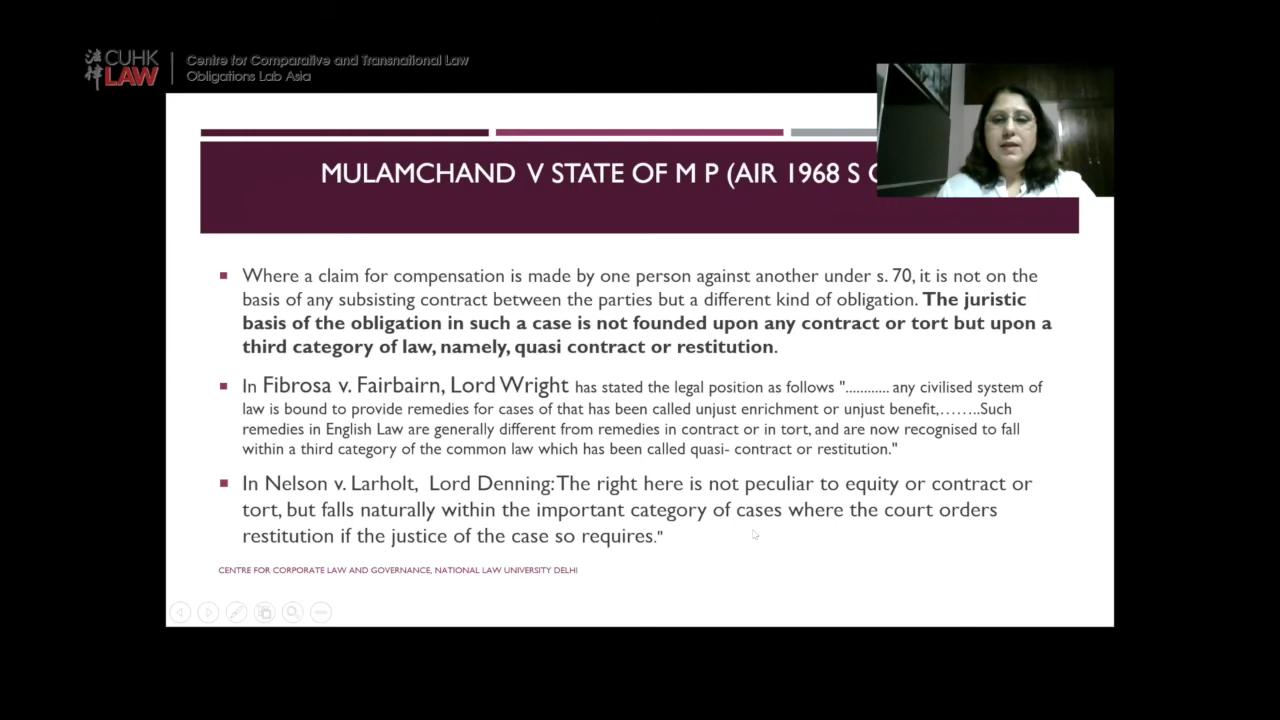 法律 CUHK LAW
Centre for Comparative and Transnational Law
Obligations Lab Asia
MULAMCHAND V STATE OF M P (AIR 1968 S
Where a claim for compensation is made by one person against another under s. 70, it is not on the
basis of any subsisting contract between the parties but a different kind of obligation. The juristic
basis of the obligation in such a case is not founded upon any contract or tort but upon a
third category of law, namely, quasi contract or restitution.
In Fibrosa v. Fairbairn, Lord Wright has stated the legal position as follows "............ any civilised system of
law is bound to provide remedies for cases of that has been called unjust enrichment or unjust benefit,……..Such
remedies in English Law are generally different from remedies in contract or in tort, and are now recognised to fall
within a third category of the common law which has been called quasi- contract or restitution."
In Nelson v. Larholt, Lord Denning: The right here is not peculiar to equity or contract or
tort, but falls naturally within the important category of cases where the court orders
restitution if the justice of the case so requires."
CENTRE FOR CORPORATE LAW AND GOVERNANCE, NATIONAL LAW UNIVERSITY DELHI